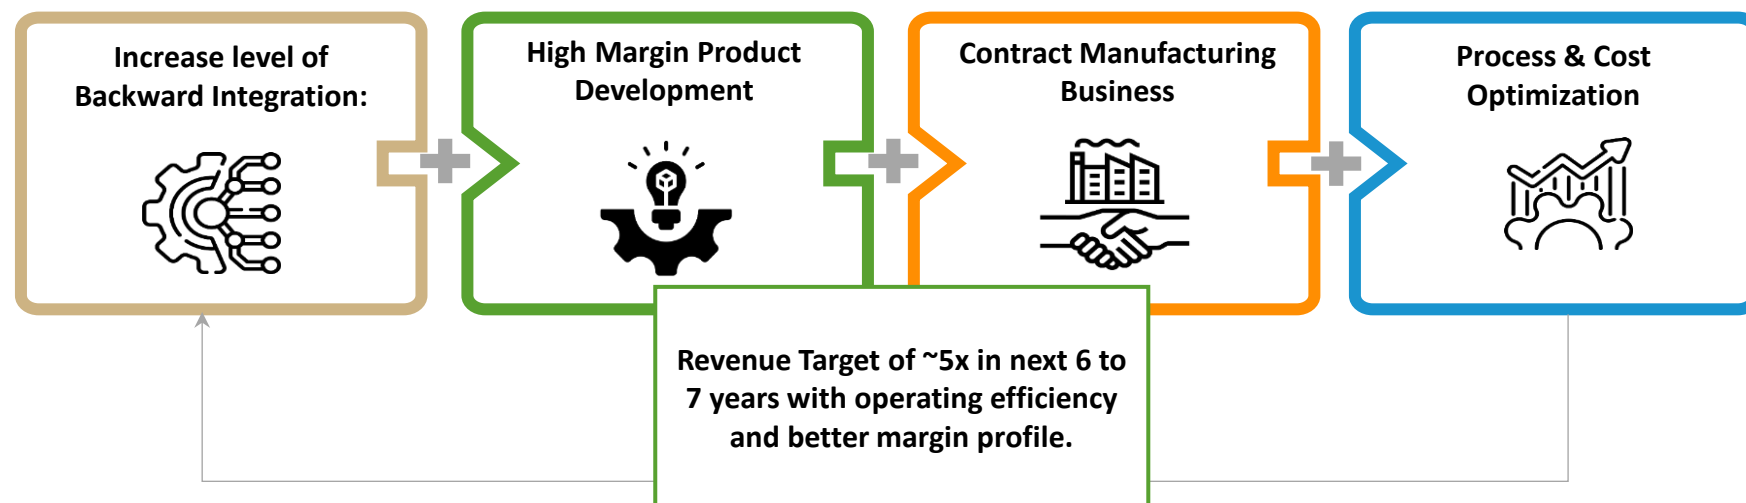 Increase level of
Backward Integration:
High Margin Product
Development
Contract Manufacturing
Business
Process & Cost
Optimization
Revenue Target of ~5x in next 6 to
7 years with operating efficiency
and better margin profile.